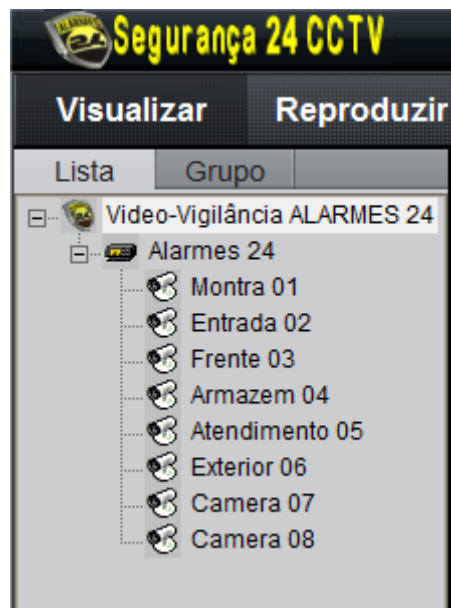 Segurança 24 CCTV
Visualizar Reproduzir
Lista Grupo
Video-Vigilância ALARMES 24
Alarmes 24
Montra 01
Entrada 02
Frente 03
Armazem 04
Atendimento 05
Exterior 06
Camera 07
Camera 08